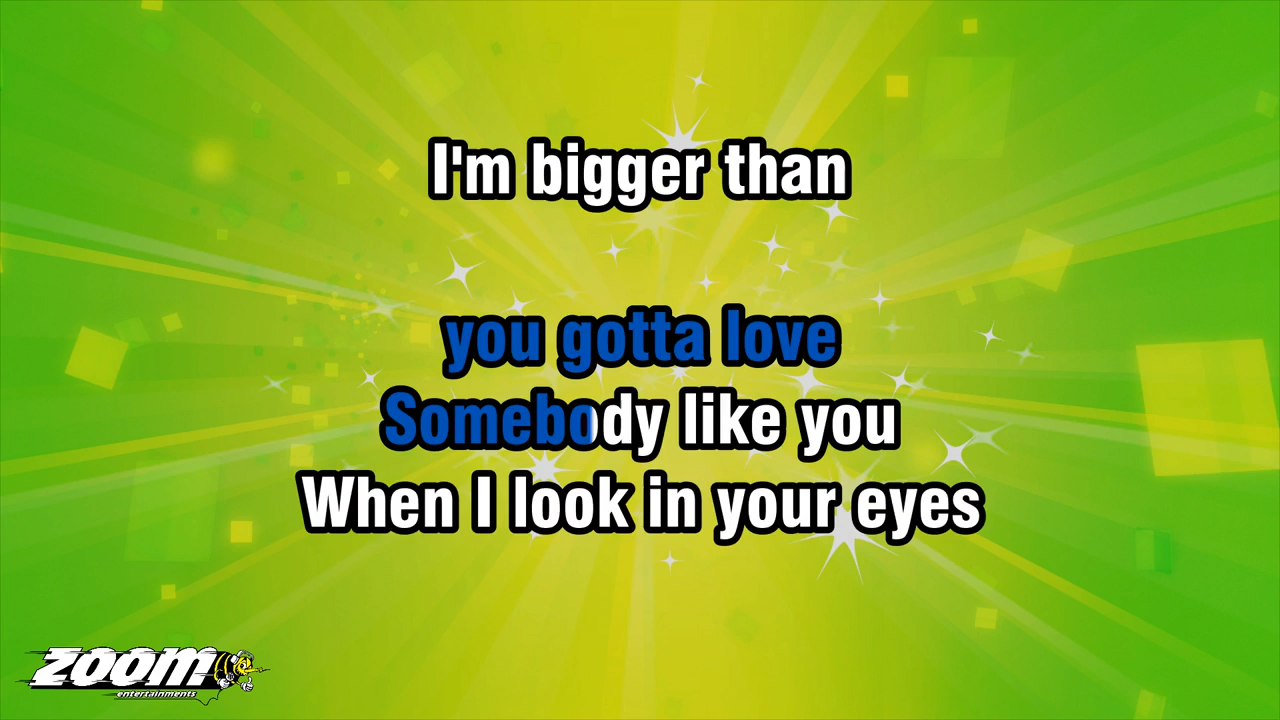 I'm bigger than
you gotta love
Somebody like you
When I look in your eyes
ZOOM
entertainments